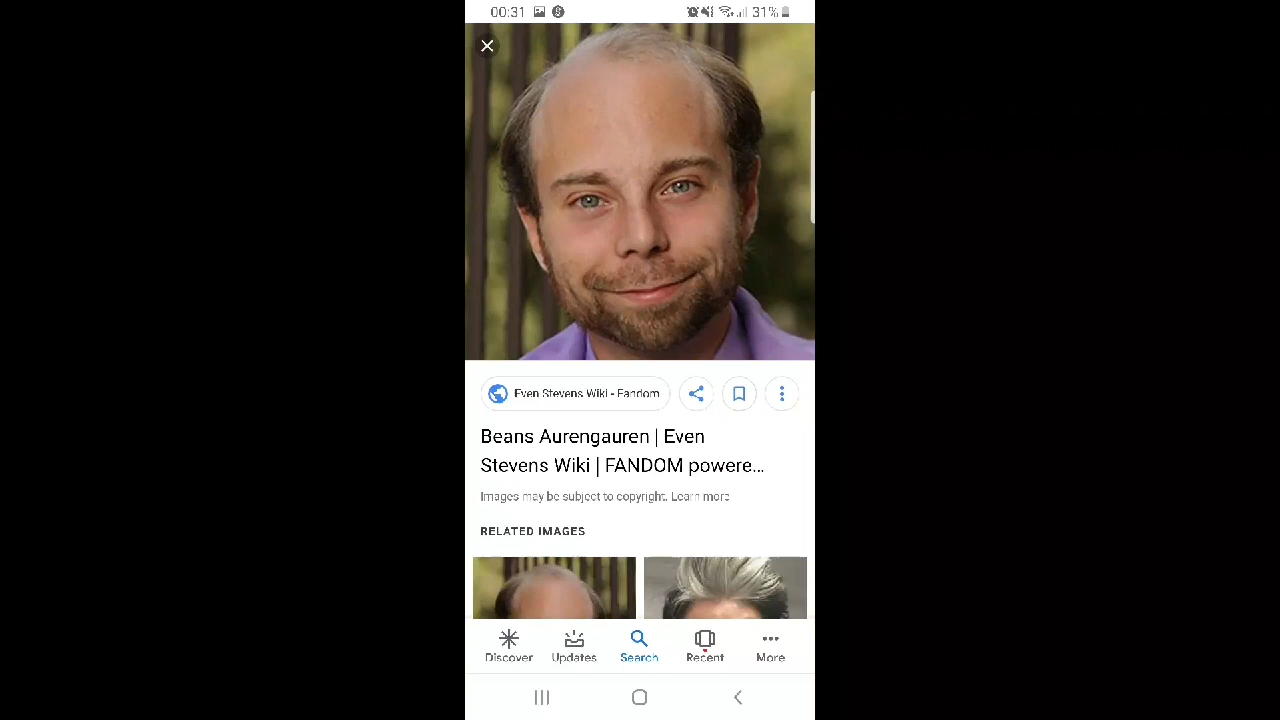 00:31 31%
Even Stevens Wiki - Fandom
Beans Aurengauren | Even
Stevens Wiki | FANDOM powere...
Images may be subject to copyright. Learn more
RELATED IMAGES
Discover Updates Search Recent More